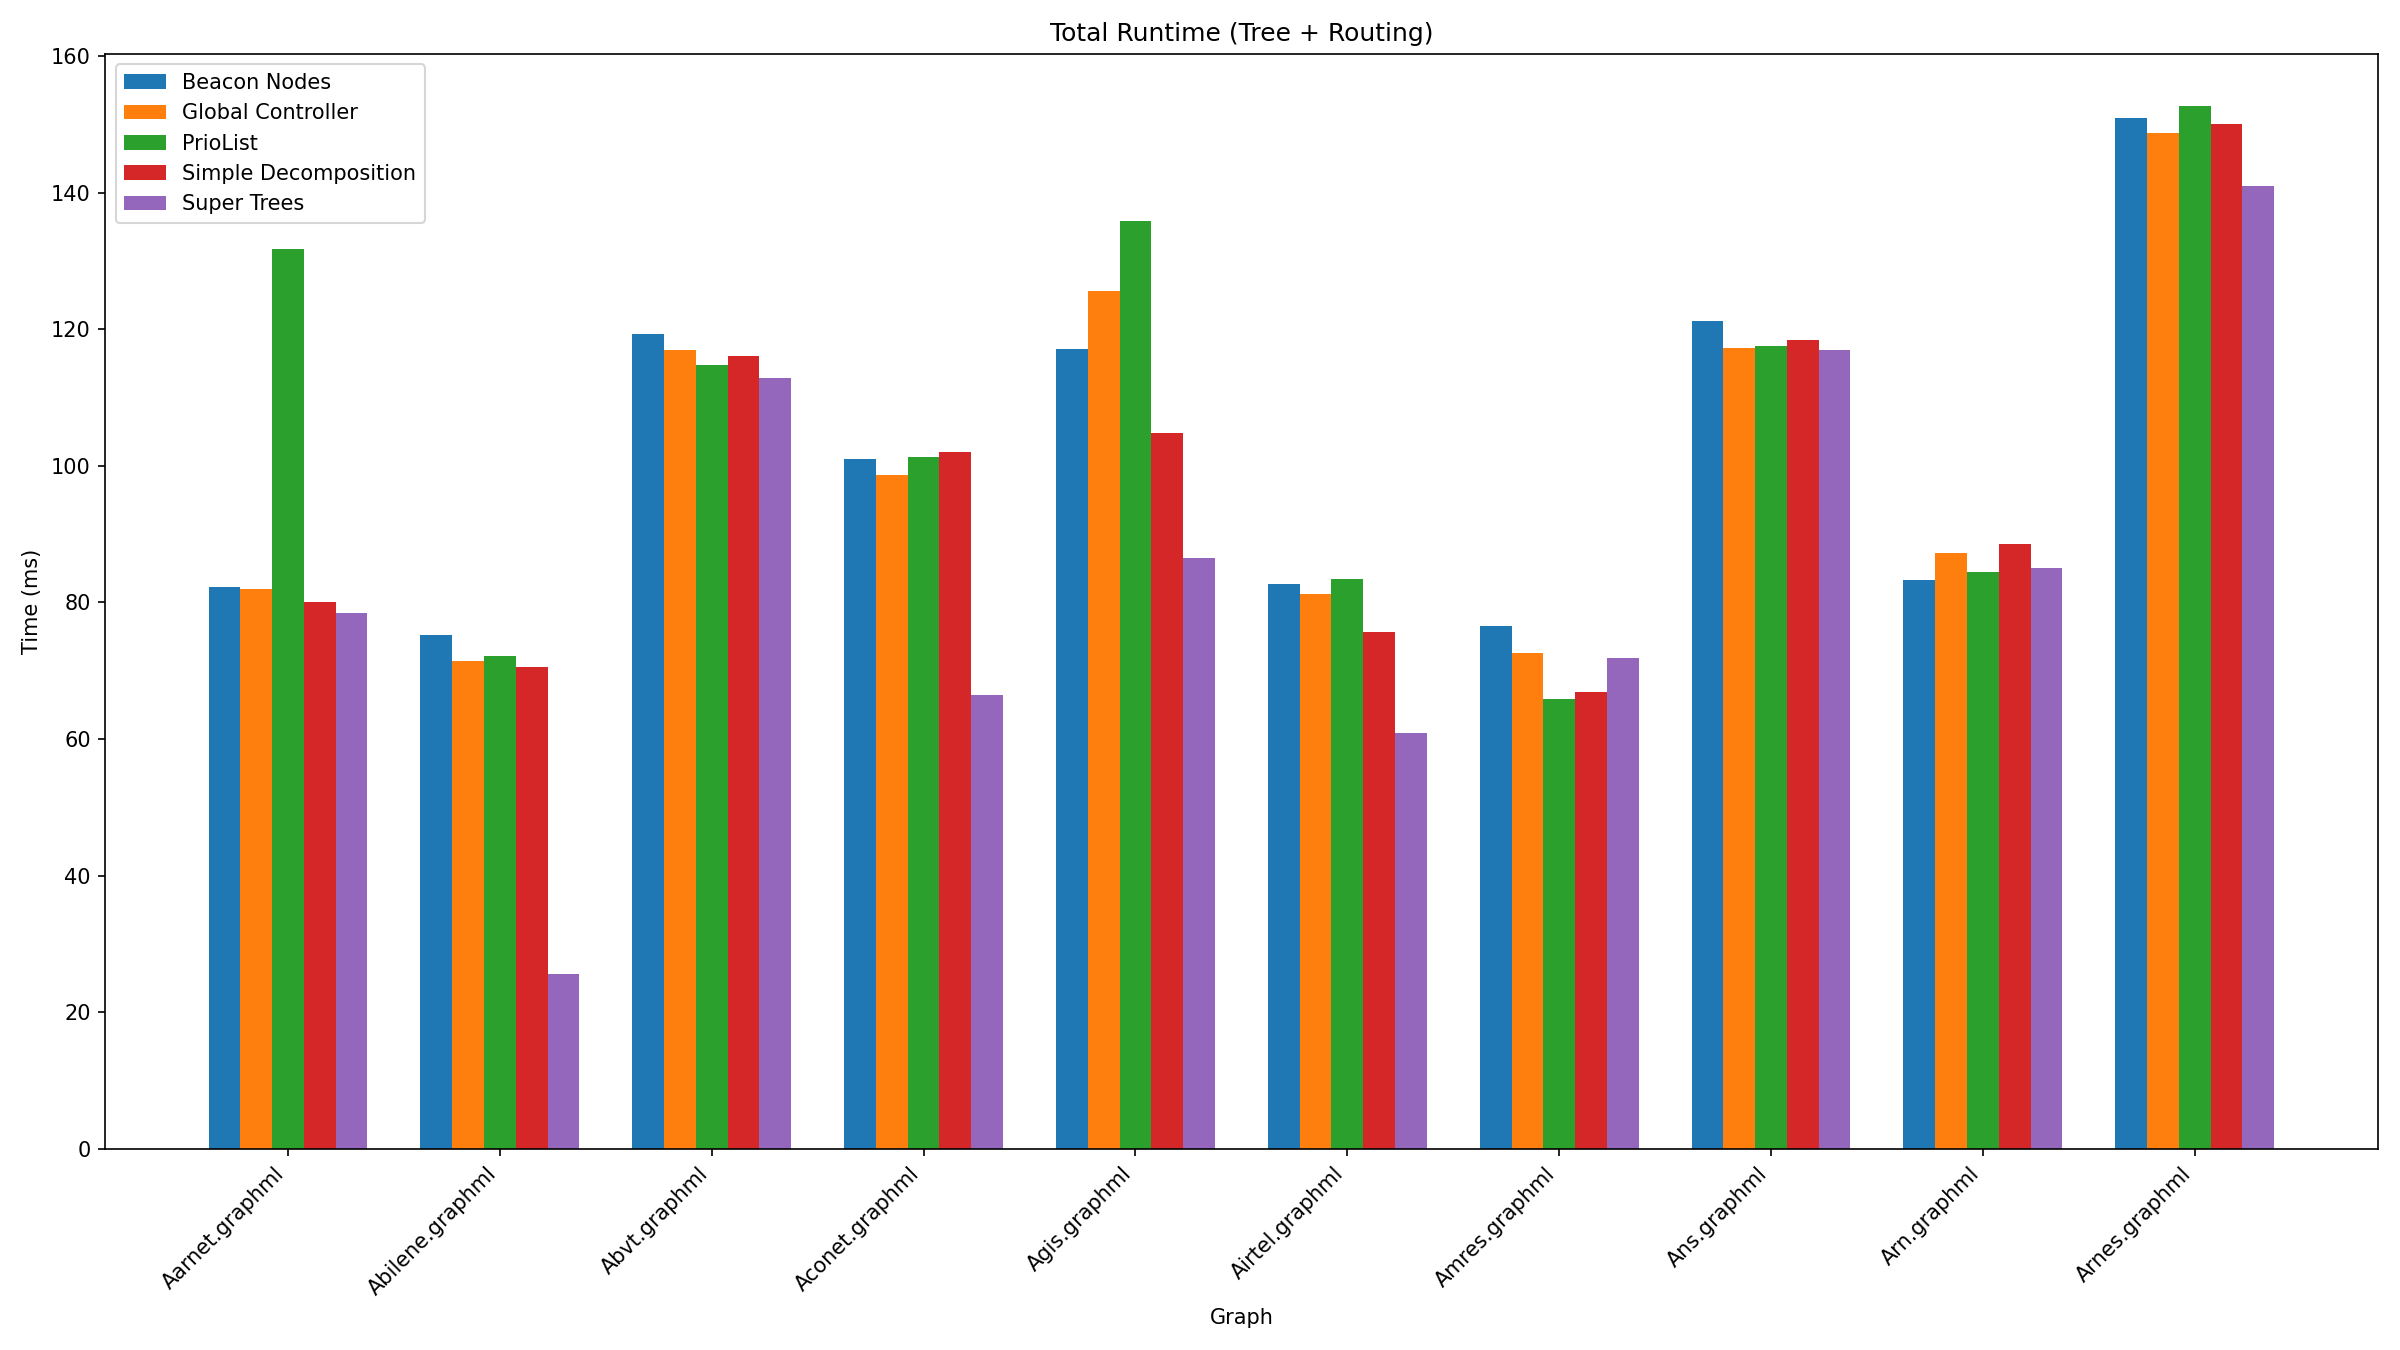 Total Runtime (Tree + Routing)
Beacon Nodes
Global Controller
PrioList
Simple Decomposition
Super Trees
160
140
120
100
80
60
40
20
0
Time (ms)
Aarnet.graphml
Abilene.graphml
Abvt.graphml
Aconet.graphml
Agis.graphml
Airtel.graphml
Amres.graphml
Ans.graphml
Arn.graphml
Arnes.graphml
Graph